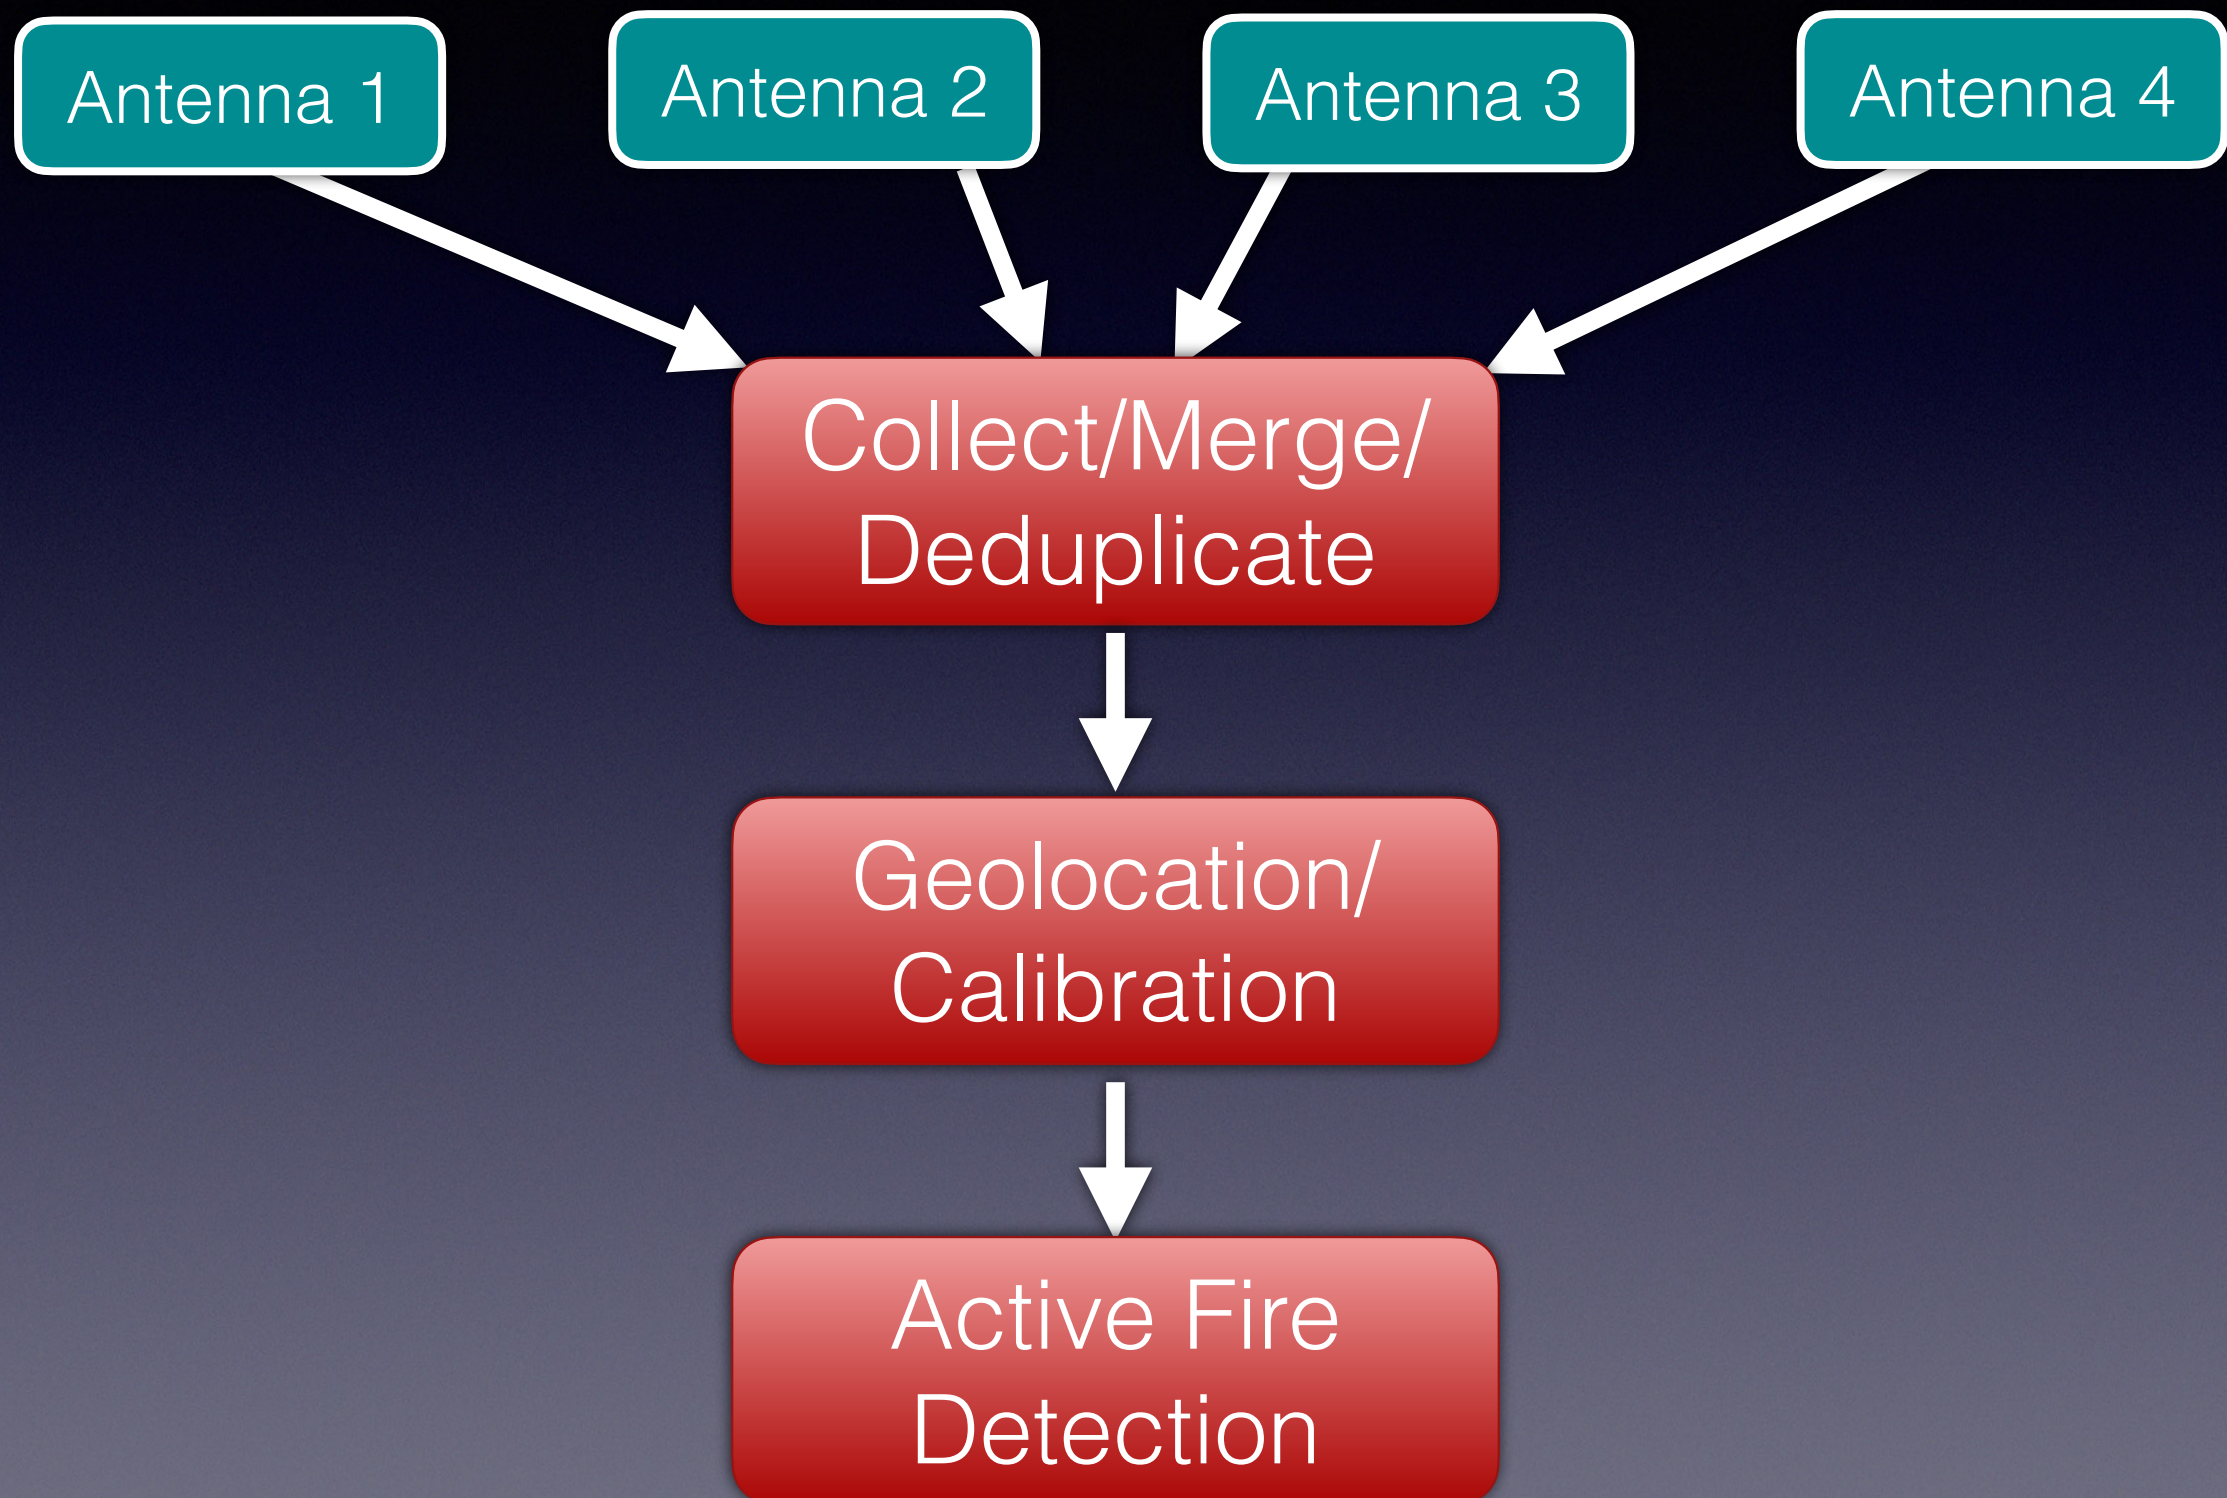 Antenna 1
Antenna 2
Antenna 3
Antenna 4
Collect/Merge/
Deduplicate
Geolocation/
Calibration
Active Fire
Detection